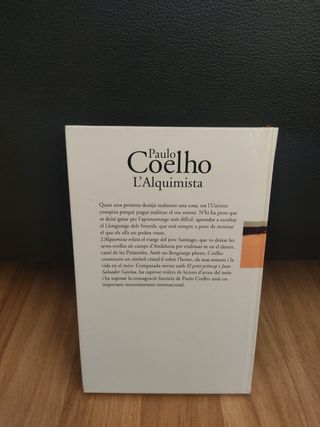 Paulo
Coelho
L'Alquimista
Quan una persona desitja realment una cosa, tot l'Univers
conspira perquè pugui realitzar el seu somni. N'hi ha prou que
es deixi guiar per l'aprenentatge més difícil: aprendre a escoltar
el Llenguatge dels Senyals, que està sempre a punt de mostrar
el que els ulls no poden veure.
L'Alquimista relata el viatge del jove Santiago, que va deixar les
seves ovelles als camps d'Andalusia per endinsar-se en el desert,
camí de les Piràmides. Amb un llenguatge planer, Coelho
construeix un símbol cristal·lí sobre l'home, els seus somnis i la
vida en el món. Comparada sovint amb El petit príncep i Juan
Salvador Gaviota, ha captivat milers de lectors d'arreu del món
i ha suposat la consagració literària de Paulo Coelho amb un
important reconeixement internacional.